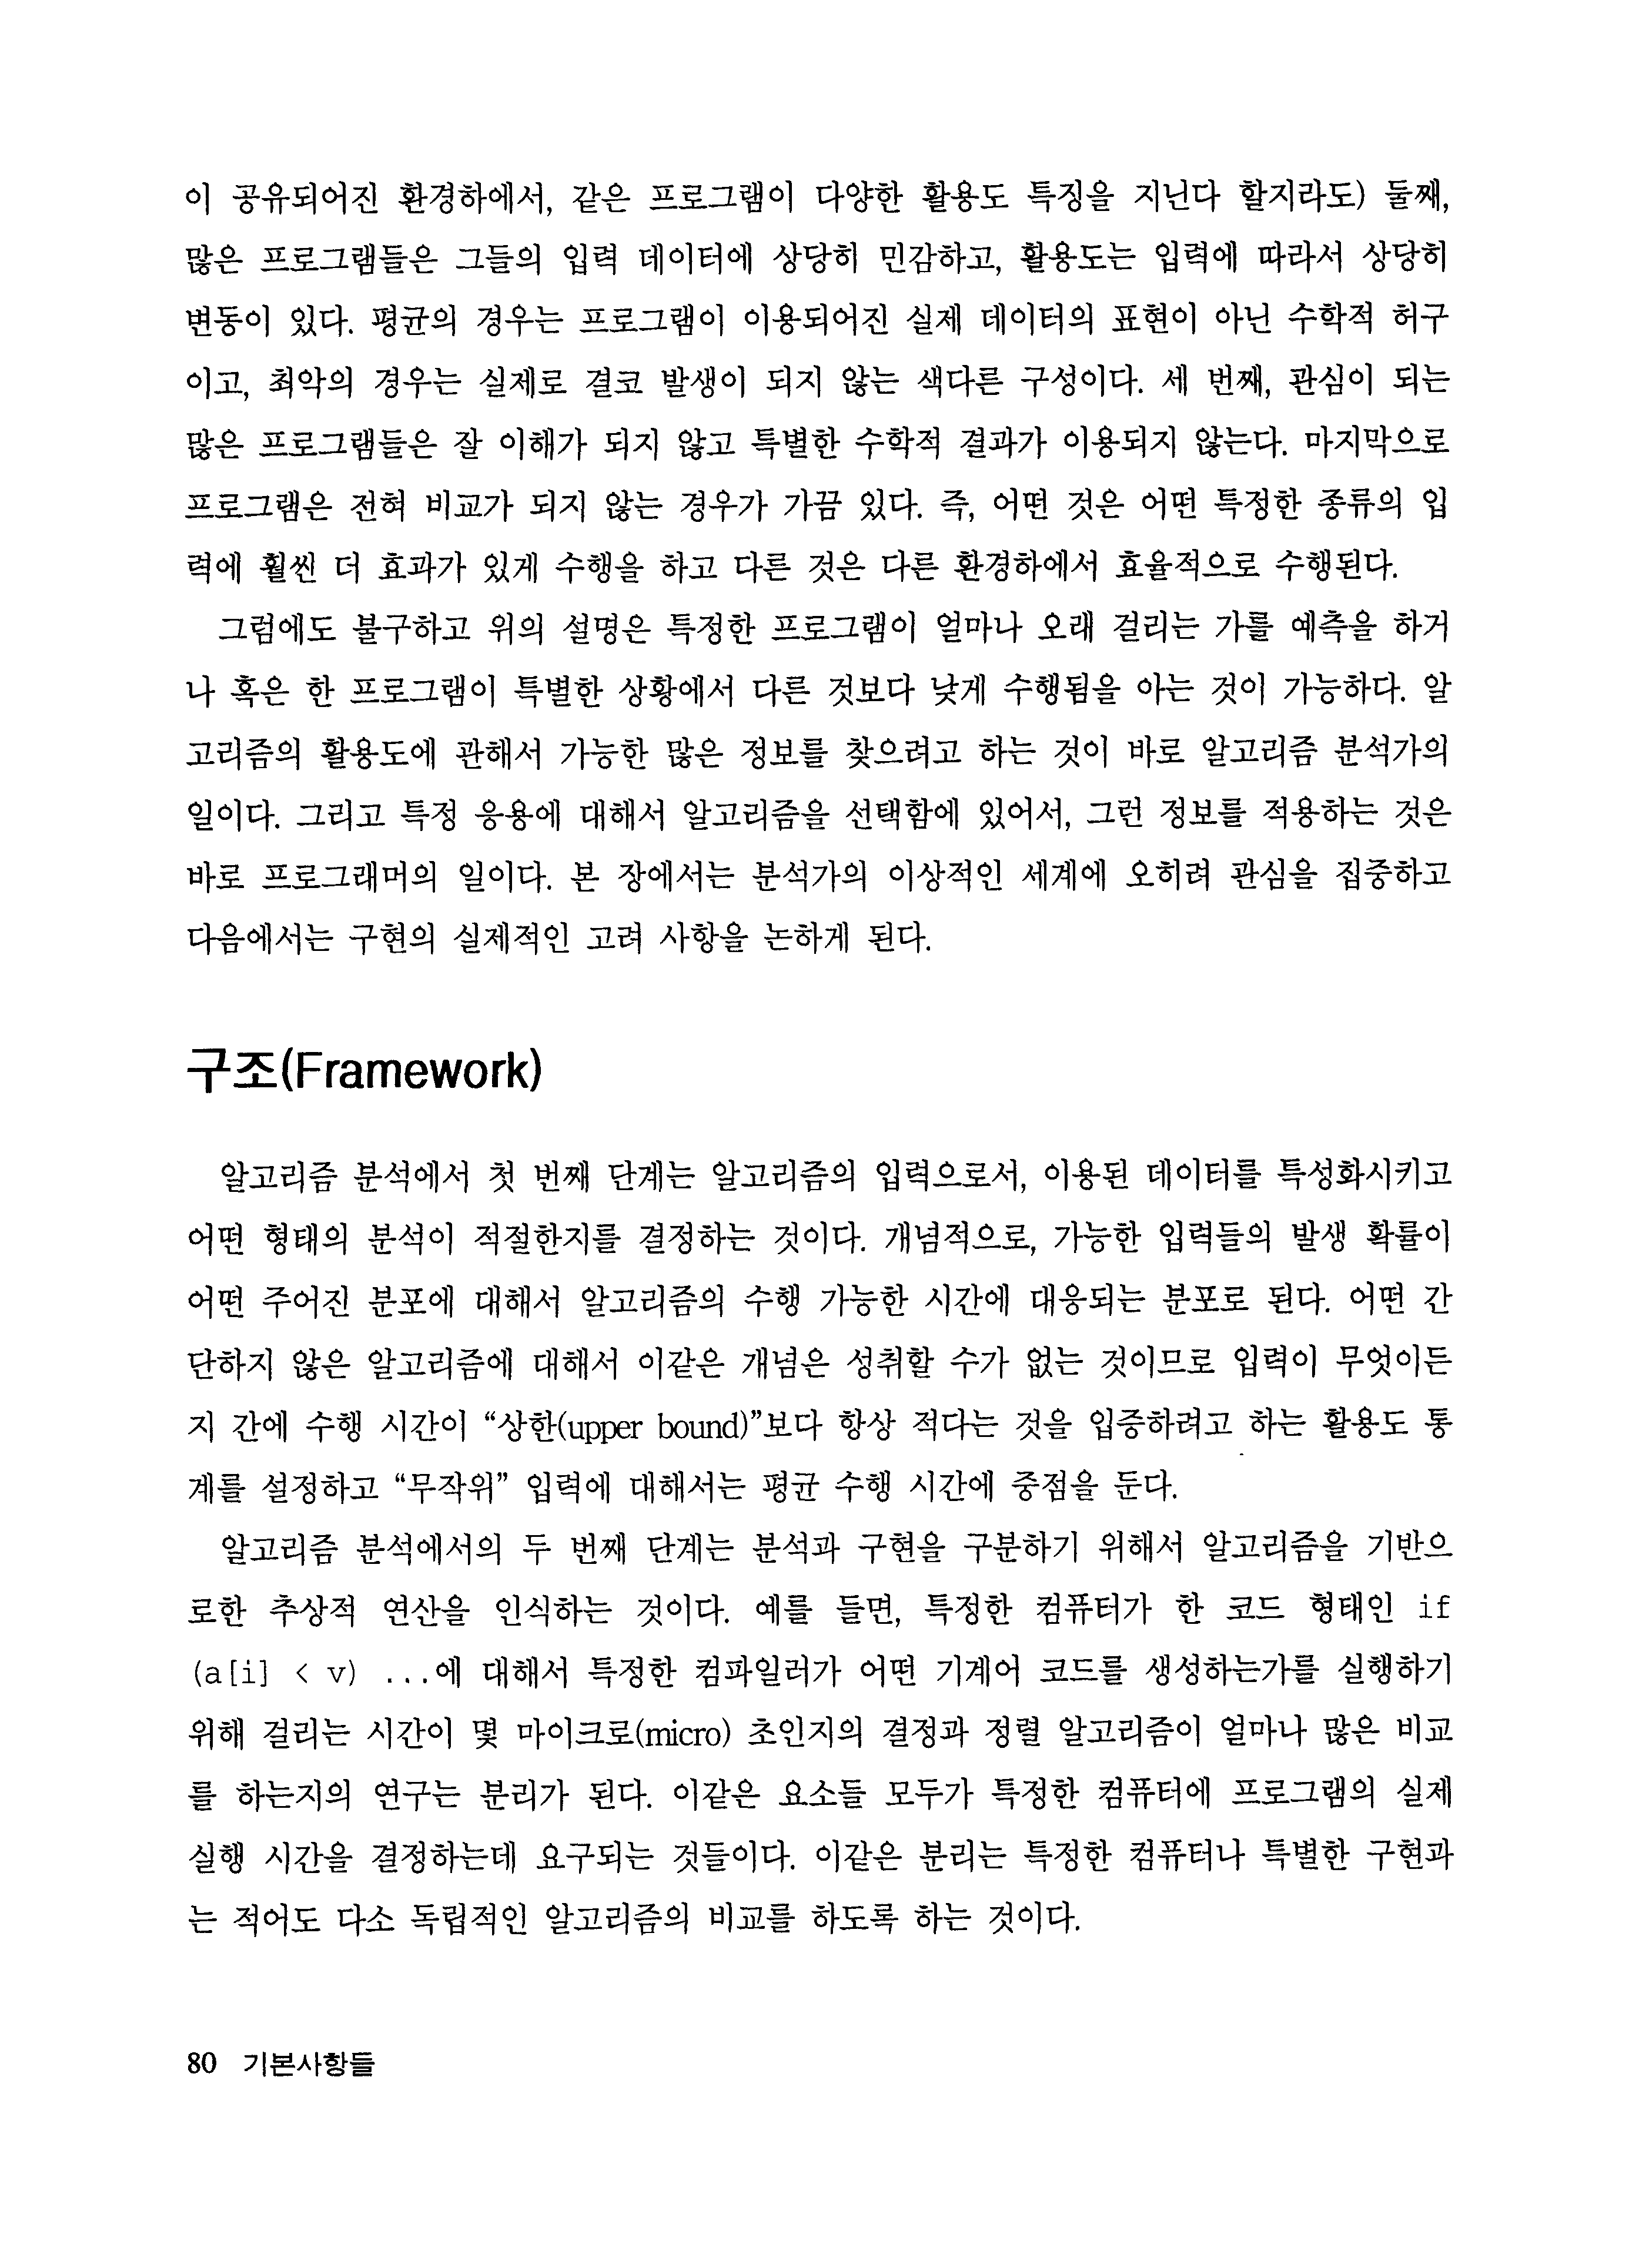 이 공유되어진 환경하에서, 같은 프로그램이 다양한 활용도 특징을 지닌다 할지라도) 둘째,
많은 프로그램들은 그들의 입력 데이터에 상당히 민감하고, 활용도는 입력에 따라서 상당히
변동이 있다. 평균의 경우는 프로그램이 이용되어진 실제 데이터의 표현이 아닌 수학적 허구
이고, 최악의 경우는 실제로 결코 발생이 되지 않는 색다른 구성이다. 세 번째, 관심이 되는
많은 프로그램들은 잘 이해가 되지 않고 특별한 수학적 결과가 이용되지 않는다. 마지막으로
프로그램은 전혀 비교가 되지 않는 경우가 가끔 있다. 즉, 어떤 것은 어떤 특정한 종류의 입
력에 훨씬 더 효과가 있게 수행을 하고 다른 것은 다른 환경하에서 효율적으로 수행된다.
그럼에도 불구하고 위의 설명은 특정한 프로그램이 얼마나 오래 걸리는 가를 예측을 하거
나 혹은 한 프로그램이 특별한 상황에서 다른 것보다 낮게 수행됨을 아는 것이 가능하다. 알
고리즘의 활용도에 관해서 가능한 많은 정보를 찾으려고 하는 것이 바로 알고리즘 분석가의
일이다. 그리고 특정 응용에 대해서 알고리즘을 선택함에 있어서, 그런 정보를 적용하는 것은
바로 프로그래머의 일이다. 본 장에서는 분석가의 이상적인 세계에 오히려 관심을 집중하고
다음에서는 구현의 실제적인 고려 사항을 논하게 된다.
구조(Framework)
알고리즘 분석에서 첫 번째 단계는 알고리즘의 입력으로서, 이용된 데이터를 특성화시키고
어떤 형태의 분석이 적절한지를 결정하는 것이다. 개념적으로, 가능한 입력들의 발생 확률이
어떤 주어진 분포에 대해서 알고리즘의 수행 가능한 시간에 대응되는 분포로 된다. 어떤 간
단하지 않은 알고리즘에 대해서 이같은 개념은 성취할 수가 없는 것이므로 입력이 무엇이든
지 간에 수행 시간이 “상한(upper bound)”보다 항상 적다는 것을 입증하려고 하는 활용도 통
계를 설정하고 “무작위” 입력에 대해서는 평균 수행 시간에 중점을 둔다.
알고리즘 분석에서의 두 번째 단계는 분석과 구현을 구분하기 위해서 알고리즘을 기반으
로한 추상적 연산을 인식하는 것이다. 예를 들면, 특정한 컴퓨터가 한 코드 형태인 if
(a[i] < v) ...에 대해서 특정한 컴파일러가 어떤 기계어 코드를 생성하는가를 실행하기
위해 걸리는 시간이 몇 마이크로(micro) 초인지의 결정과 정렬 알고리즘이 얼마나 많은 비교
를 하는지의 연구는 분리가 된다. 이같은 요소들 모두가 특정한 컴퓨터에 프로그램의 실제
실행 시간을 결정하는데 요구되는 것들이다. 이같은 분리는 특정한 컴퓨터나 특별한 구현과
는 적어도 다소 독립적인 알고리즘의 비교를 하도록 하는 것이다.
80 기본사항들